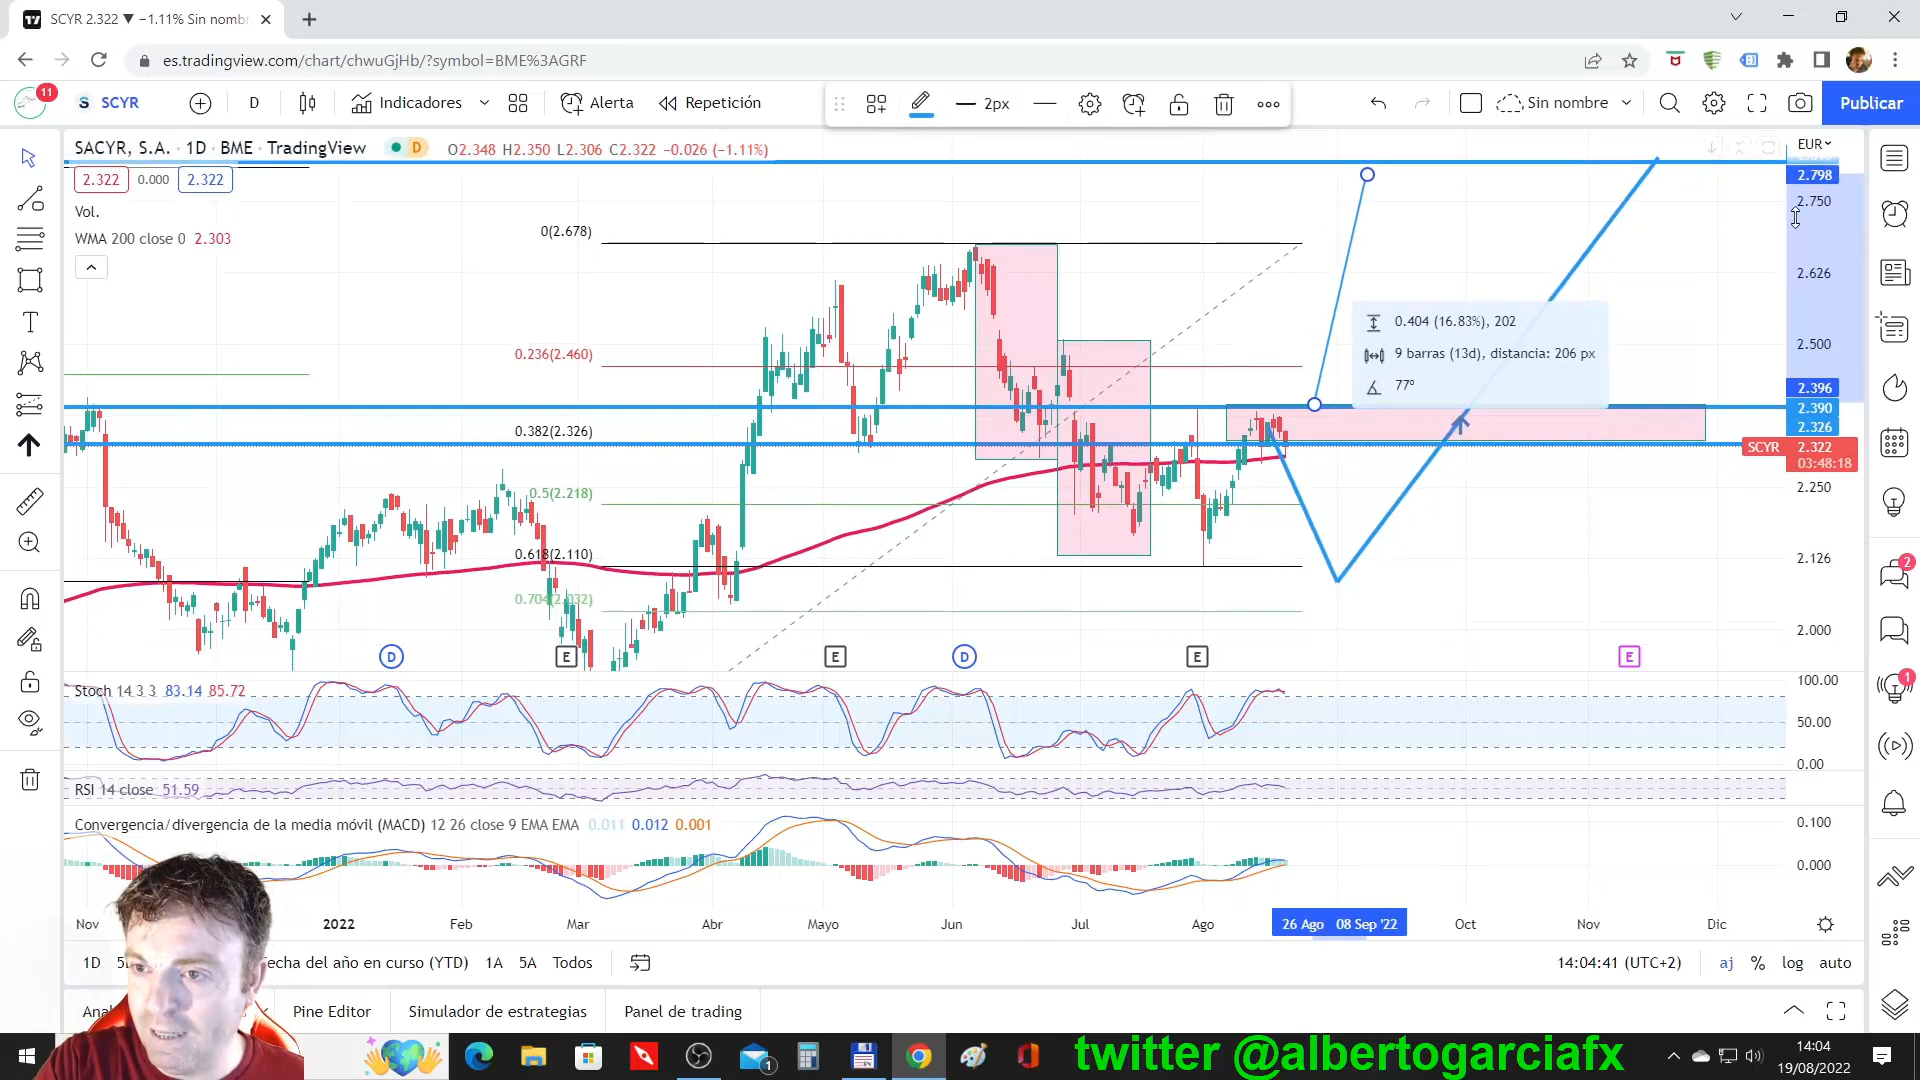 SCYR 2.322 ▼ −1.11% Sin nomb
es.tradingview.com/chart/chwuGjHb/?symbol=BME%3AGRF
11
S SCYR
D
Indicadores
Alerta
Repetición
2px
Sin nombre
Publicar
SACYR, S.A. · 1D · BME · TradingView
D
O2.348 H2.350 L2.306 C2.322 −0.026 (−1.11%)
EUR
2.322 0.000 2.322
2.798
2.750
Vol.
WMA 200 close 0 2.303
0(2.678)
2.626
0.404 (16.83%), 202
9 barras (13d), distancia: 206 px
77º
0.236(2.460)
2.500
2.396
2.390
0.382(2.326)
2.326
SCYR 2.322
03:48:18
0.5(2.218)
2.250
0.618(2.110)
2.126
0.704(2.032)
2.000
D E E D E E
2
1
Stoch 14 3 3 83.14 85.72
100.00
50.00
0.00
RSI 14 close 51.59
Convergencia/divergencia de la media móvil (MACD) 12 26 close 9 EMA EMA 0.011 0.012 0.001
0.100
0.000
Nov 2022 Feb Mar Abr Mayo Jun Jul Ago 26 Ago 08 Sep '22 Oct Nov Dic
1D
echa del año en curso (YTD) 1A 5A Todos
14:04:41 (UTC+2) aj % log auto
Pine Editor Simulador de estrategias Panel de trading
1
twitter @albertogarciafx
14:04
19/08/2022